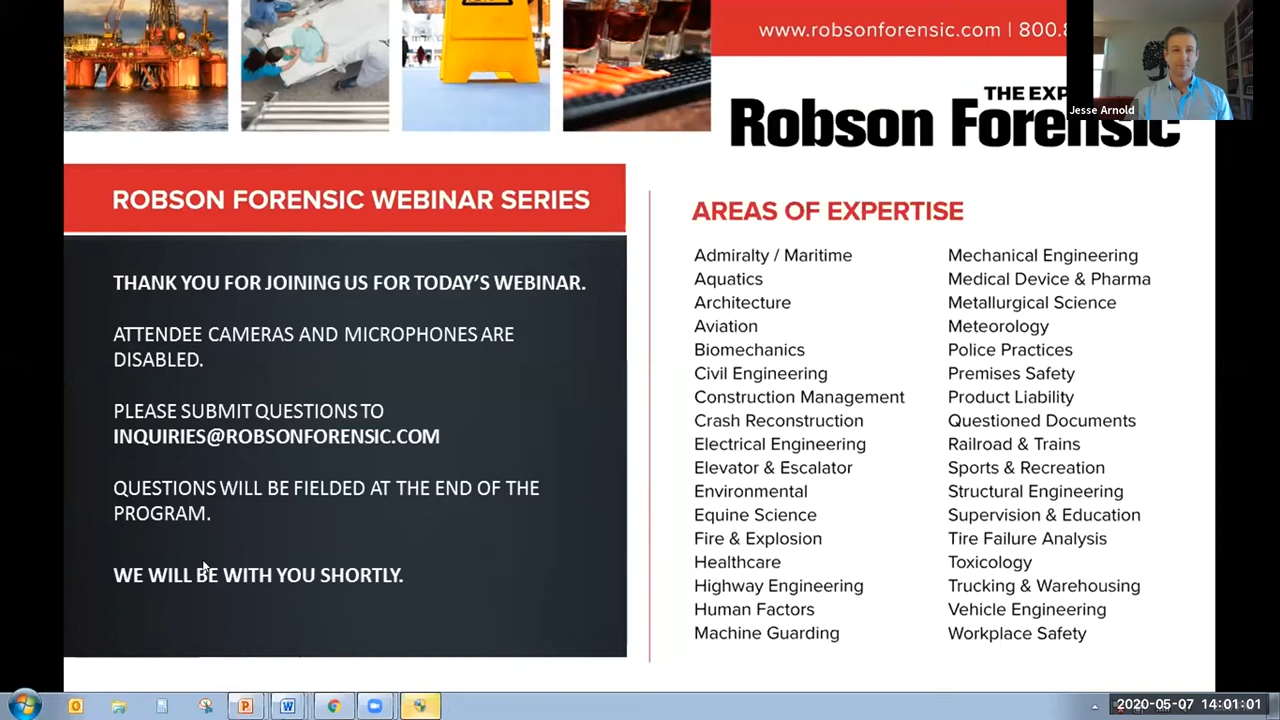 www.robsonforensic.com | 800.
THE EXP
Robson Forensic
Jesse Arnold
ROBSON FORENSIC WEBINAR SERIES
THANK YOU FOR JOINING US FOR TODAY'S WEBINAR.
ATTENDEE CAMERAS AND MICROPHONES ARE
DISABLED.
PLEASE SUBMIT QUESTIONS TO
INQUIRIES@ROBSONFORENSIC.COM
QUESTIONS WILL BE FIELDED AT THE END OF THE
PROGRAM.
WE WILL BE WITH YOU SHORTLY.
AREAS OF EXPERTISE
Admiralty / Maritime
Aquatics
Architecture
Aviation
Biomechanics
Civil Engineering
Construction Management
Crash Reconstruction
Electrical Engineering
Elevator & Escalator
Environmental
Equine Science
Fire & Explosion
Healthcare
Highway Engineering
Human Factors
Machine Guarding
Mechanical Engineering
Medical Device & Pharma
Metallurgical Science
Meteorology
Police Practices
Premises Safety
Product Liability
Questioned Documents
Railroad & Trains
Sports & Recreation
Structural Engineering
Supervision & Education
Tire Failure Analysis
Toxicology
Trucking & Warehousing
Vehicle Engineering
Workplace Safety
2020-05-07 14:01:01